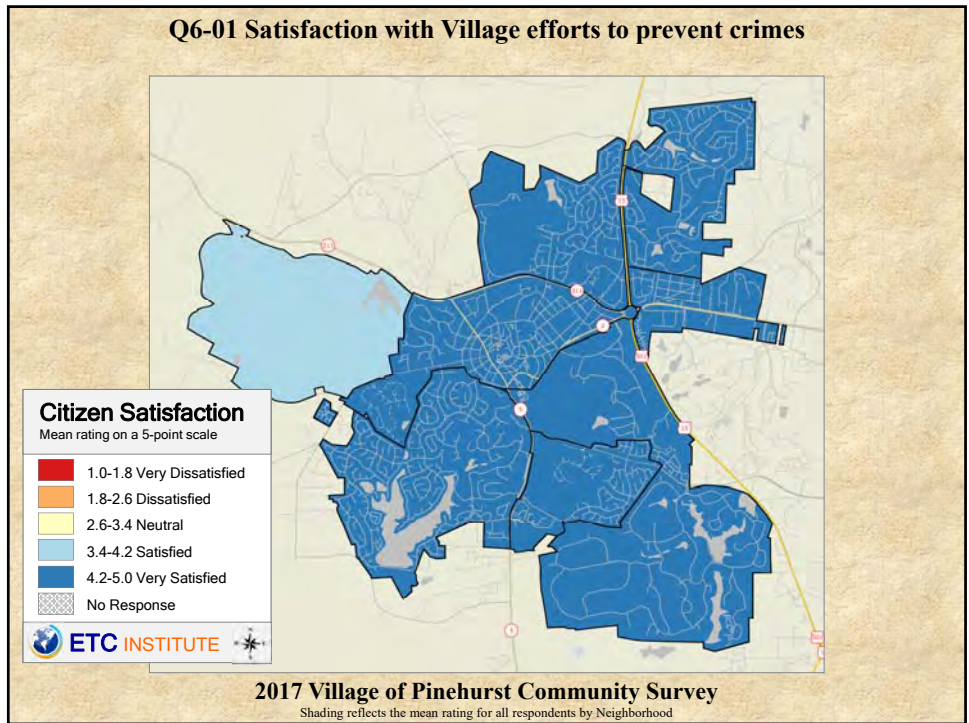 Q6-01 Satisfaction with Village efforts to prevent crimes
Citizen Satisfaction
Mean rating on a 5-point scale
1.0-1.8 Very Dissatisfied
1.8-2.6 Dissatisfied
2.6-3.4 Neutral
3.4-4.2 Satisfied
4.2-5.0 Very Satisfied
No Response
ETC INSTITUTE
2017 Village of Pinehurst Community Survey
Shading reflects the mean rating for all respondents by Neighborhood